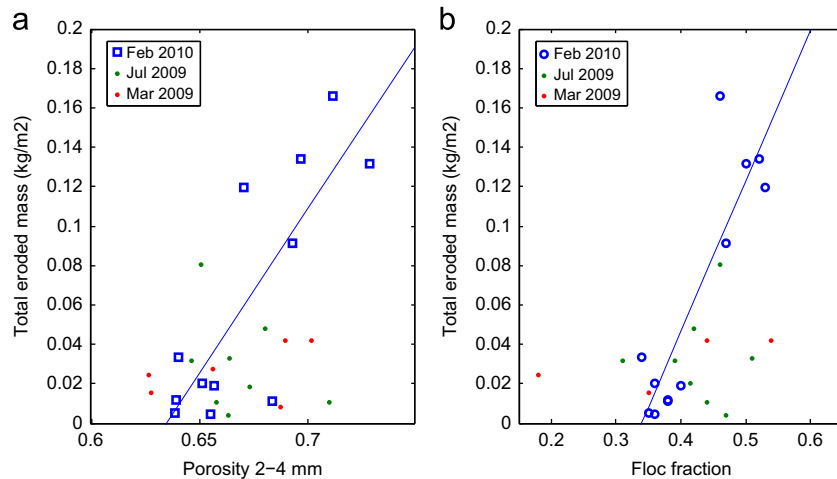 a
0.2
0.18
0.16
0.14
0.12
0.1
0.08
0.06
0.04
0.02
0
Total eroded mass (kg/m2)
Feb 2010
Jul 2009
Mar 2009
0.6
0.65
0.7
Porosity 2−4 mm
b
0.2
0.18
0.16
0.14
0.12
0.1
0.08
0.06
0.04
0.02
0
Total eroded mass (kg/m2)
Feb 2010
Jul 2009
Mar 2009
0.2
0.3
0.4
0.5
0.6
Floc fraction